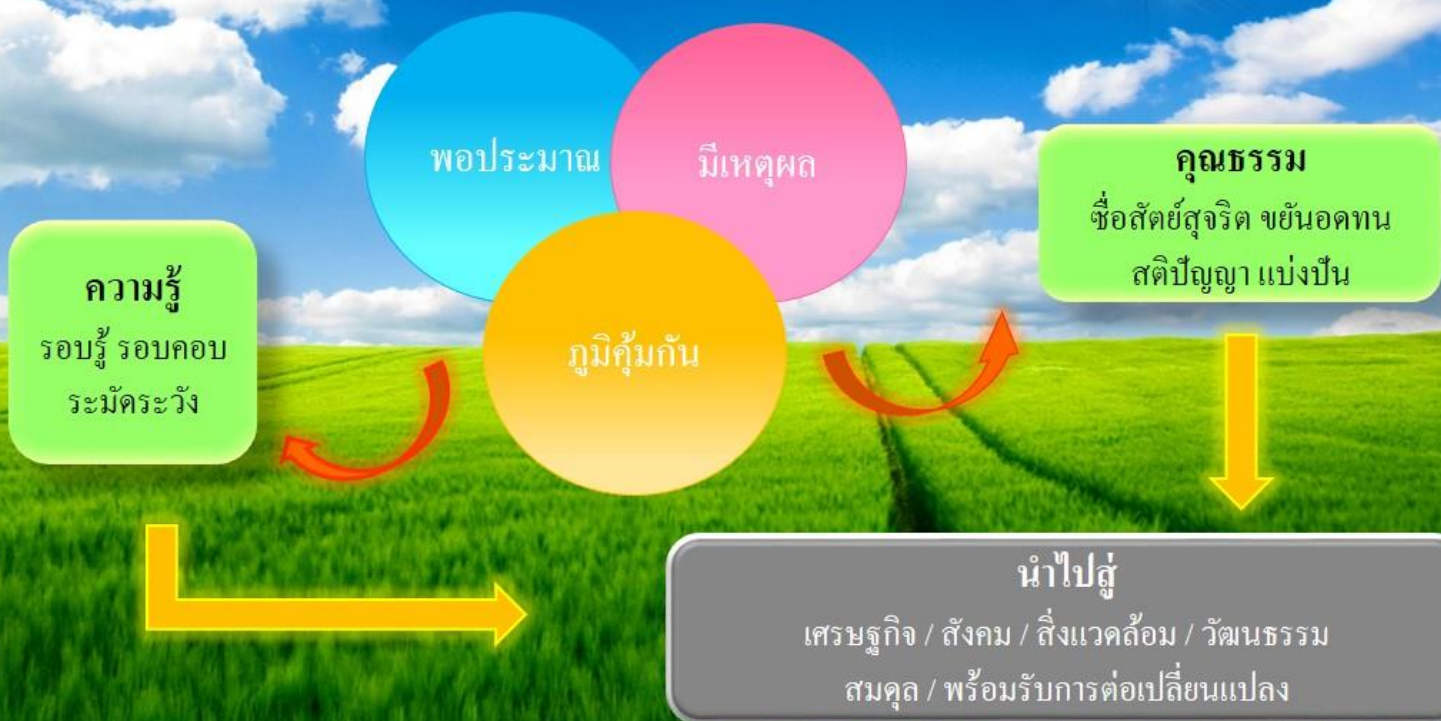 พอประมาณ
มีเหตุผล
ภูมิคุ้มกัน
ความรู้
รอบรู้ รอบคอบ
ระมัดระวัง
คุณธรรม
ซื่อสัตย์สุจริต ขยันอดทน
สติปัญญา แบ่งปัน
นำไปสู่
เศรษฐกิจ / สังคม / สิ่งแวดล้อม / วัฒนธรรม
สมดุล / พร้อมรับการต่อเปลี่ยนแปลง